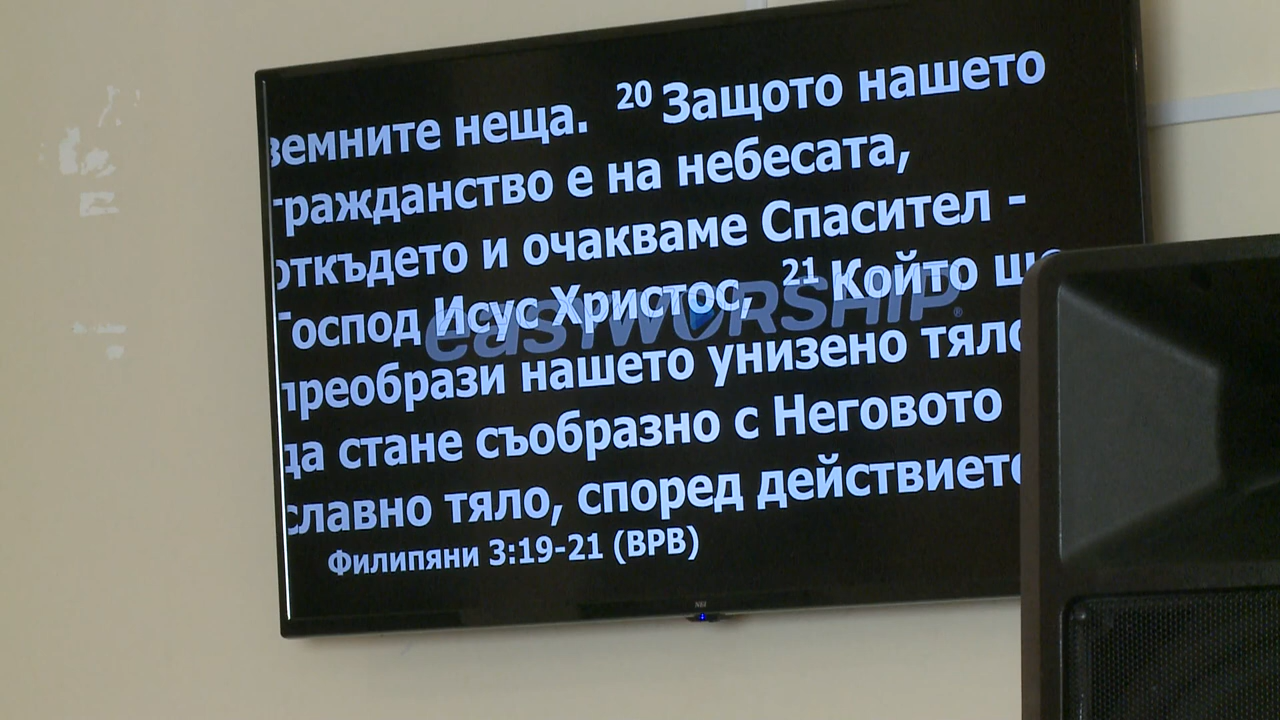 земните неща. 20 Защото нашето
гражданство е на небесата,
откъдето и очакваме Спасител -
Господ Исус Христос, 21 Който ще
easyWORSHIP®
преобрази нашето унизено тяло
да стане съобразно с Неговото
славно тяло, според действието
Филипяни 3:19-21 (ВРВ)